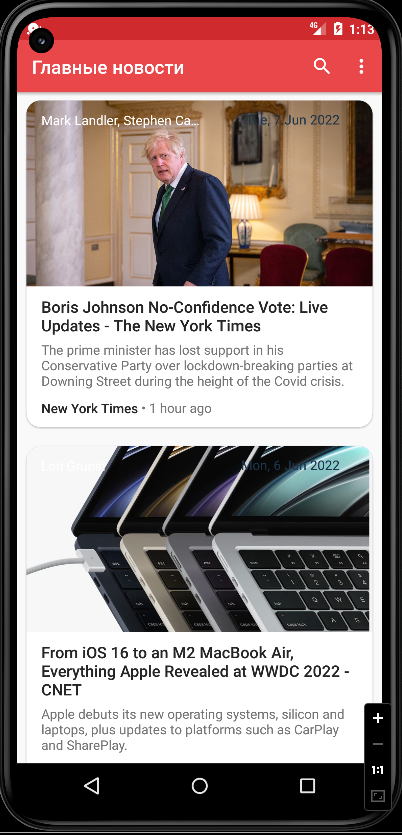 4G 1:13
Главные новости
Mark Landler, Stephen Ca...
Tue, 7 Jun 2022
Boris Johnson No-Confidence Vote: Live
Updates - The New York Times
The prime minister has lost support in his
Conservative Party over lockdown-breaking parties at
Downing Street during the height of the Covid crisis.
New York Times • 1 hour ago
Lori Grunin
Mon, 6 Jun 2022
From iOS 16 to an M2 MacBook Air,
Everything Apple Revealed at WWDC 2022 -
CNET
Apple debuts its new operating systems, silicon and
laptops, plus updates to platforms such as CarPlay
and SharePlay.
1:1